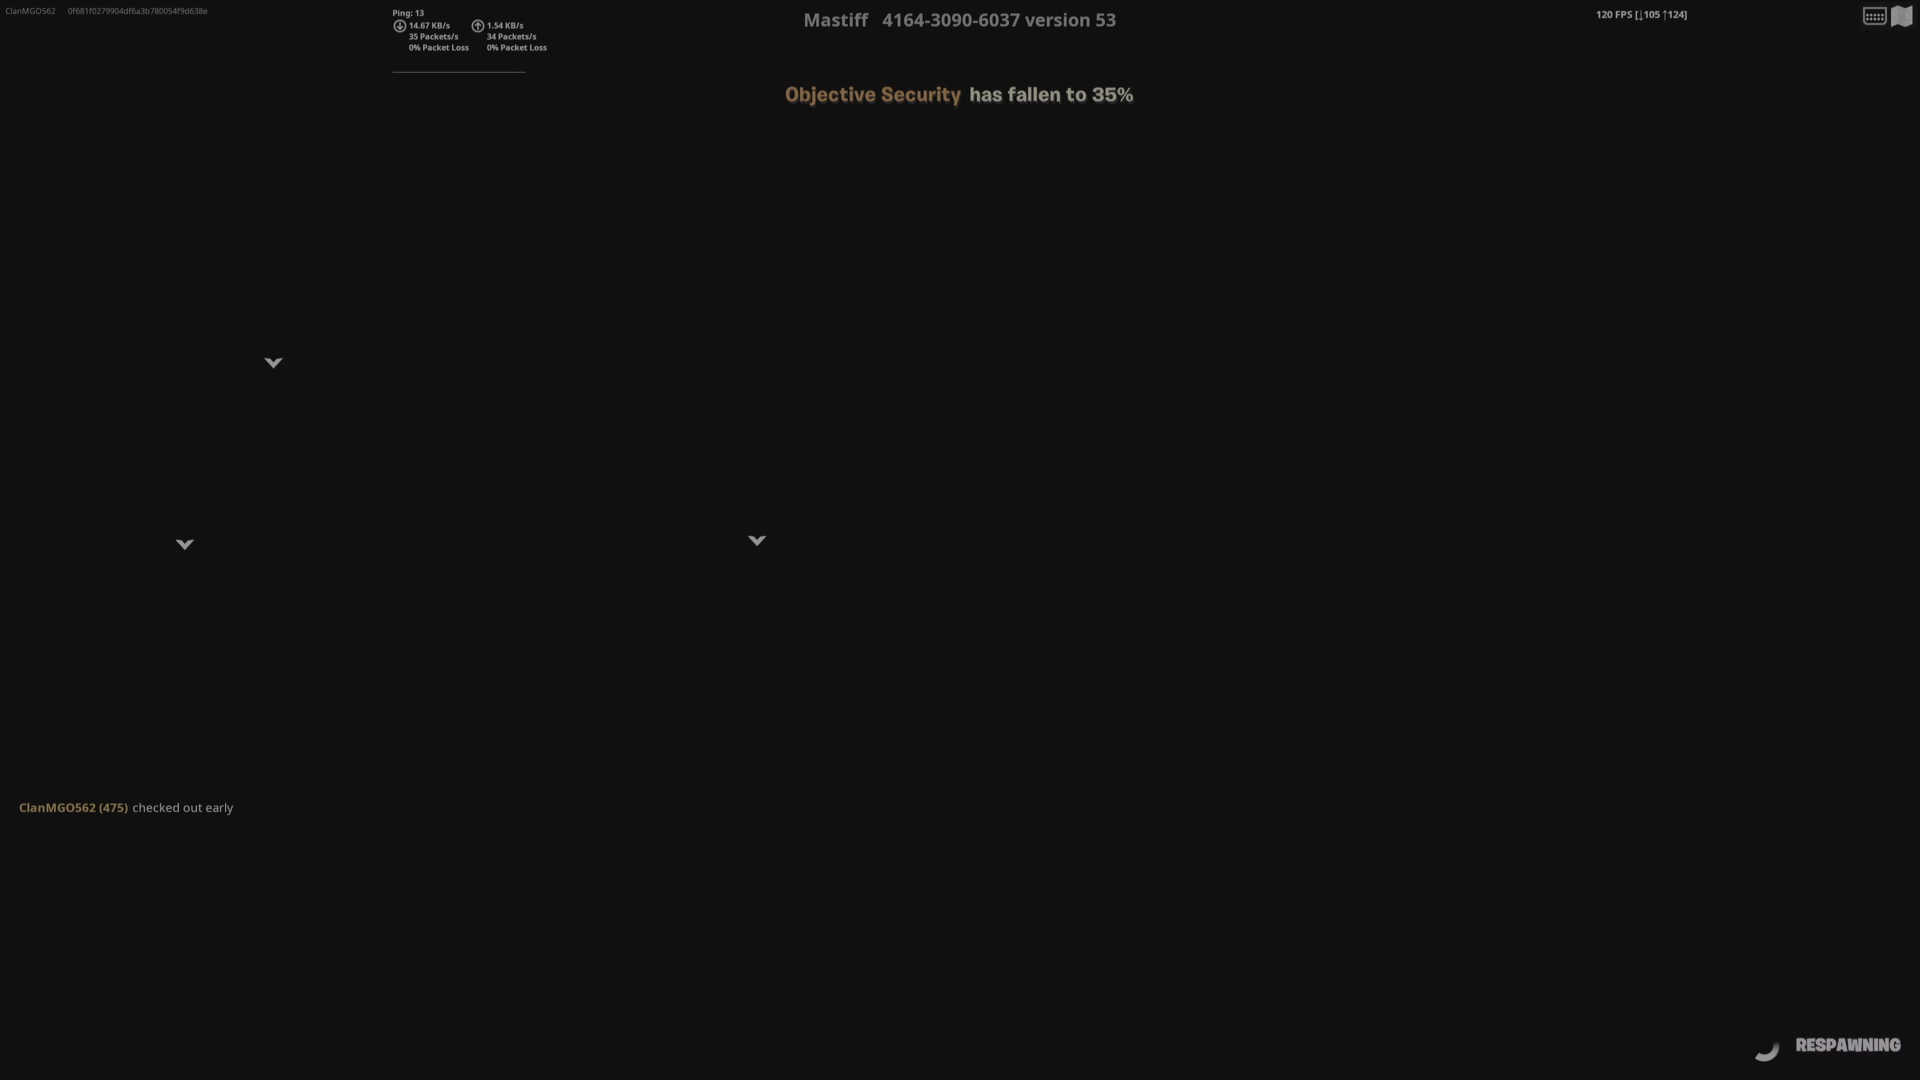 ClanMGO562 0f681f0279904df6a3b780054f9d638e
Ping: 13
14.67 KB/s 1.54 KB/s
35 Packets/s 34 Packets/s
0% Packet Loss 0% Packet Loss
Mastiff 4164-3090-6037 version 53
120 FPS [↓105 ↑124]
Objective Security has fallen to 35%
ClanMGO562 (475) checked out early
RESPAWNING